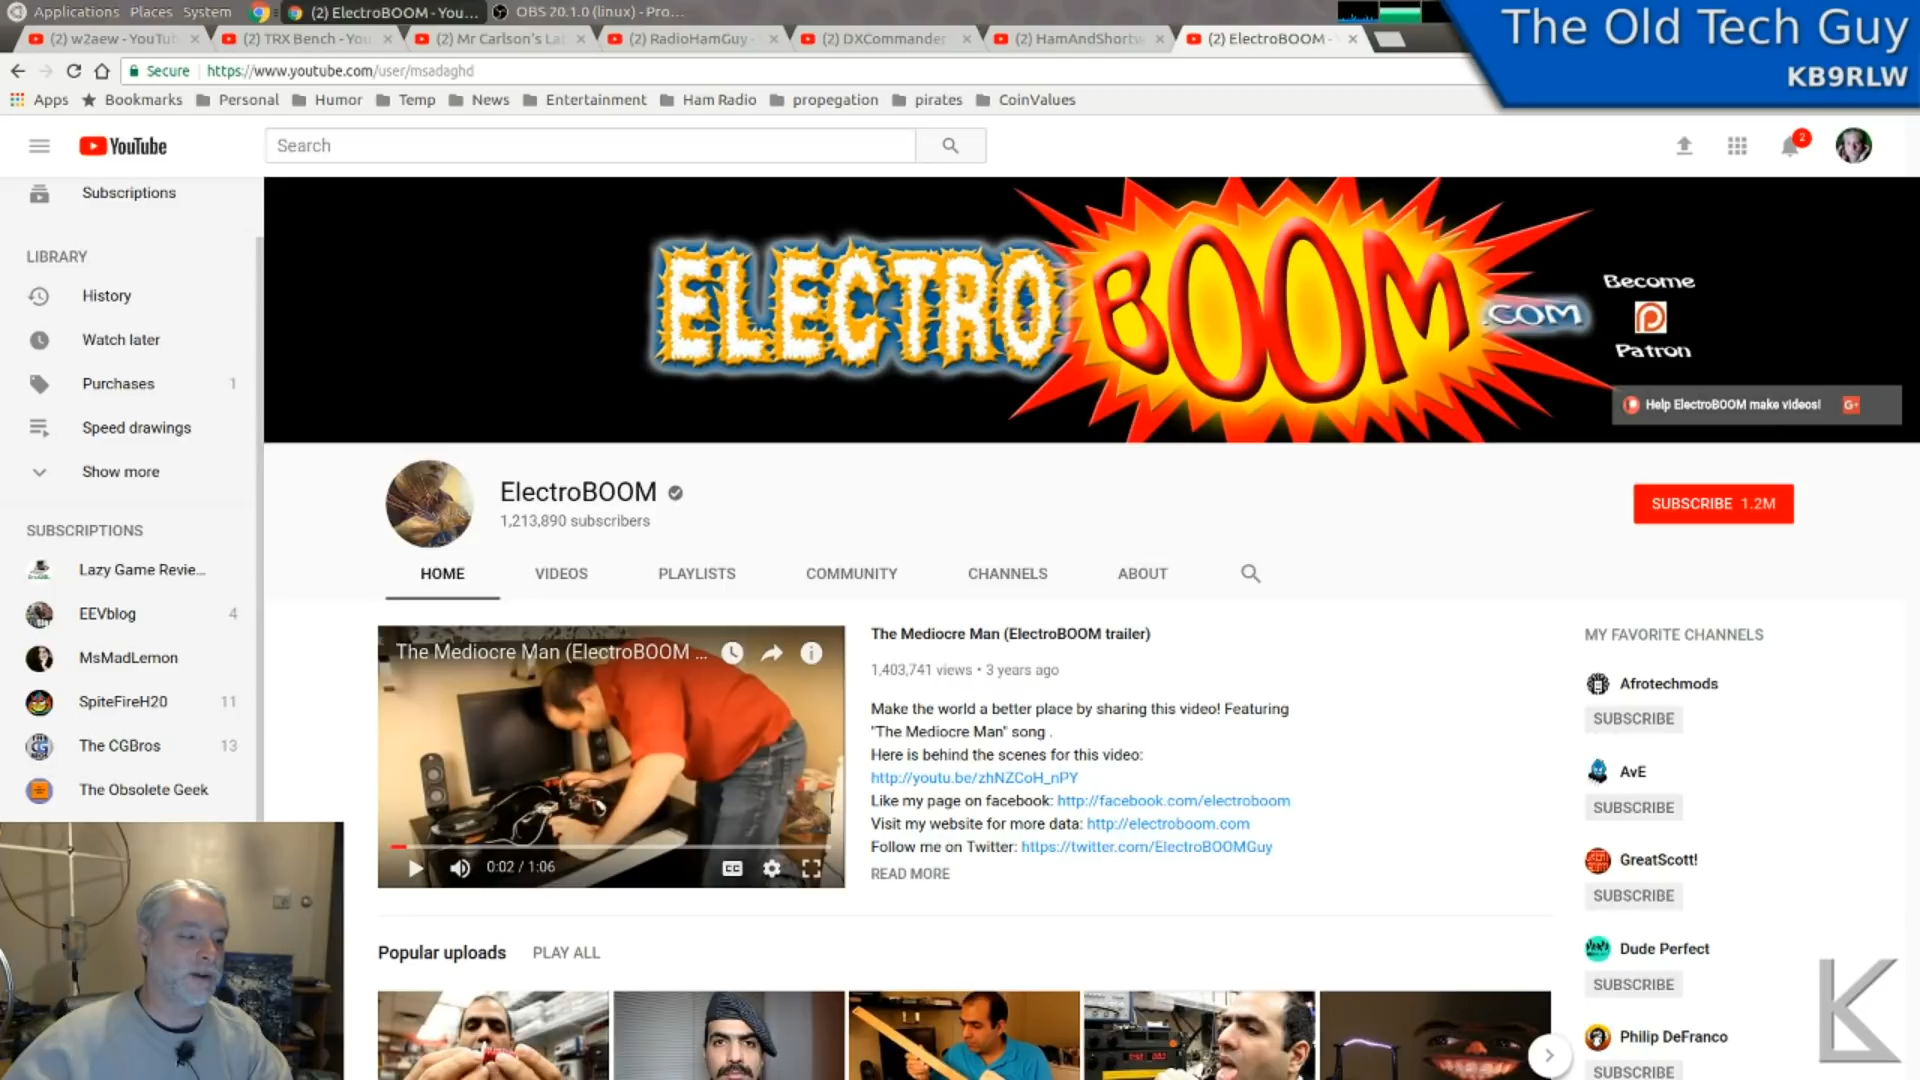 Applications Places System (2) ElectroBOOM - You... OBS 20.1.0 (linux) - Pro...
The Old Tech Guy
KB9RLW
(2) w2aew - YouTub (2) TRX Bench - You (2) Mr Carlson's La (2) RadioHamGuy - (2) DXCommander (2) HamAndShortw (2) ElectroBOOM -
Secure https://www.youtube.com/user/msadaghd
Apps Bookmarks Personal Humor Temp News Entertainment Ham Radio propegation pirates CoinValues
YouTube
Search
2
Subscriptions
LIBRARY
History
Watch later
Purchases 1
Speed drawings
Show more
SUBSCRIPTIONS
Lazy Game Revie...
EEVblog 4
MsMadLemon
SpiteFireH20 11
The CGBros 13
The Obsolete Geek
ELECTROBOOM.COM
Become
Patron
Help ElectroBOOM make videos! G+
ElectroBOOM
1,213,890 subscribers
SUBSCRIBE 1.2M
HOME VIDEOS PLAYLISTS COMMUNITY CHANNELS ABOUT
The Mediocre Man (ElectroBOOM ...
0:02 / 1:06
CC
The Mediocre Man (ElectroBOOM trailer)
1,403,741 views • 3 years ago
Make the world a better place by sharing this video! Featuring
"The Mediocre Man" song .
Here is behind the scenes for this video:
http://youtu.be/zhNZCoH_nPY
Like my page on facebook: http://facebook.com/electroboom
Visit my website for more data: http://electroboom.com
Follow me on Twitter: https://twitter.com/ElectroBOOMGuy
READ MORE
MY FAVORITE CHANNELS
Afrotechmods
SUBSCRIBE
AvE
SUBSCRIBE
GreatScott!
SUBSCRIBE
Dude Perfect
SUBSCRIBE
Philip DeFranco
SUBSCRIBE
Popular uploads PLAY ALL
K